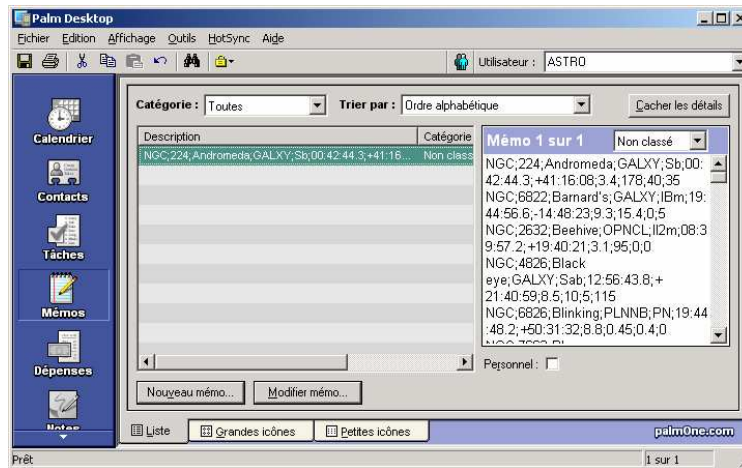 Palm Desktop
Fichier Edition Affichage Outils HotSync Aide
Utilisateur : ASTRO
Catégorie : Toutes Trier par : Ordre alphabétique Cacher les détails
Calendrier
Contacts
Tâches
Mémos
Dépenses
Notes
Description Catégorie
NGC;224;Andromeda;GALXY;Sb;00:42:44.3;+41:16... Non class
Mémo 1 sur 1 Non classé
NGC;224;Andromeda;GALXY;Sb;00:
42:44.3;+41:16:08;3.4;178;40;35
NGC;6822;Barnard's;GALXY;IBm;19:
44:56.6;-14:48:23;9.3;15.4;0;5
NGC;2632;Beehive;OPNCL;II2m;08:3
9:57.2;+19:40:21;3.1;95;0;0
NGC;4826;Black
eye;GALXY;Sab;12:56:43.8;+
21:40:59;8.5;10;5;115
NGC;6826;Blinking;PLNNB;PN;19:44
:48.2;+50:31:32;8.8;0.45;0.4;0
Personnel :
Nouveau mémo... Modifier mémo...
Liste Grandes icônes Petites icônes palmOne.com
Prêt 1 sur 1